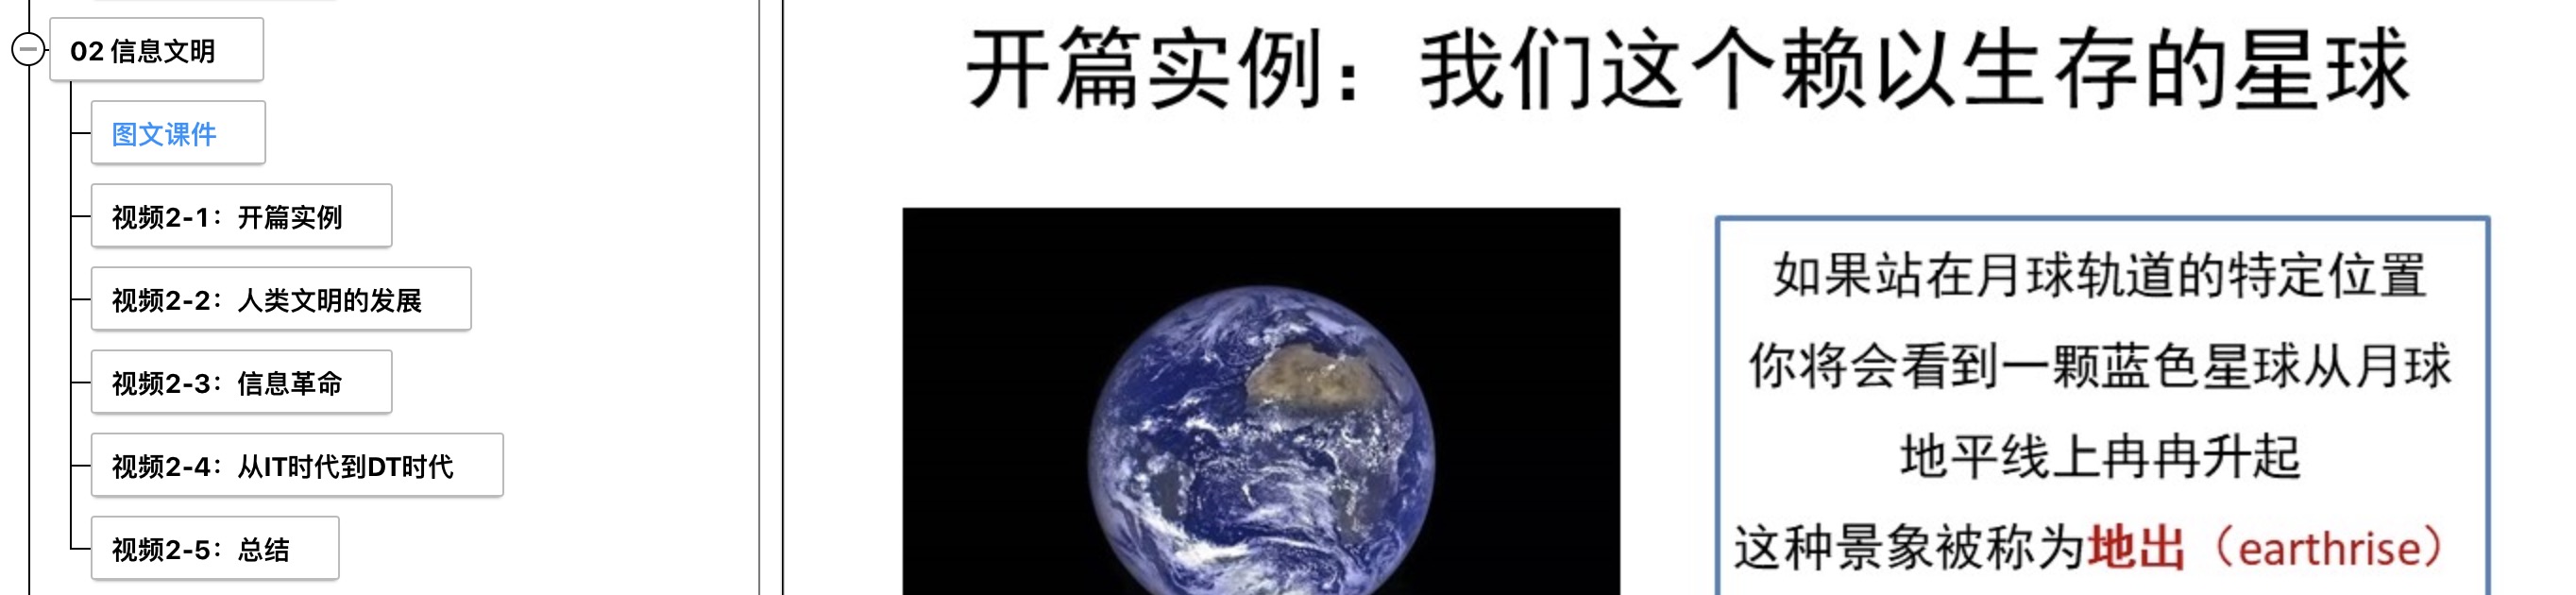 02 信息文明
图文课件
视频2-1：开篇实例
视频2-2：人类文明的发展
视频2-3：信息革命
视频2-4：从IT时代到DT时代
视频2-5：总结
开篇实例：我们这个赖以生存的星球
如果站在月球轨道的特定位置
你将会看到一颗蓝色星球从月球
地平线上冉冉升起
这种景象被称为地出（earthrise）